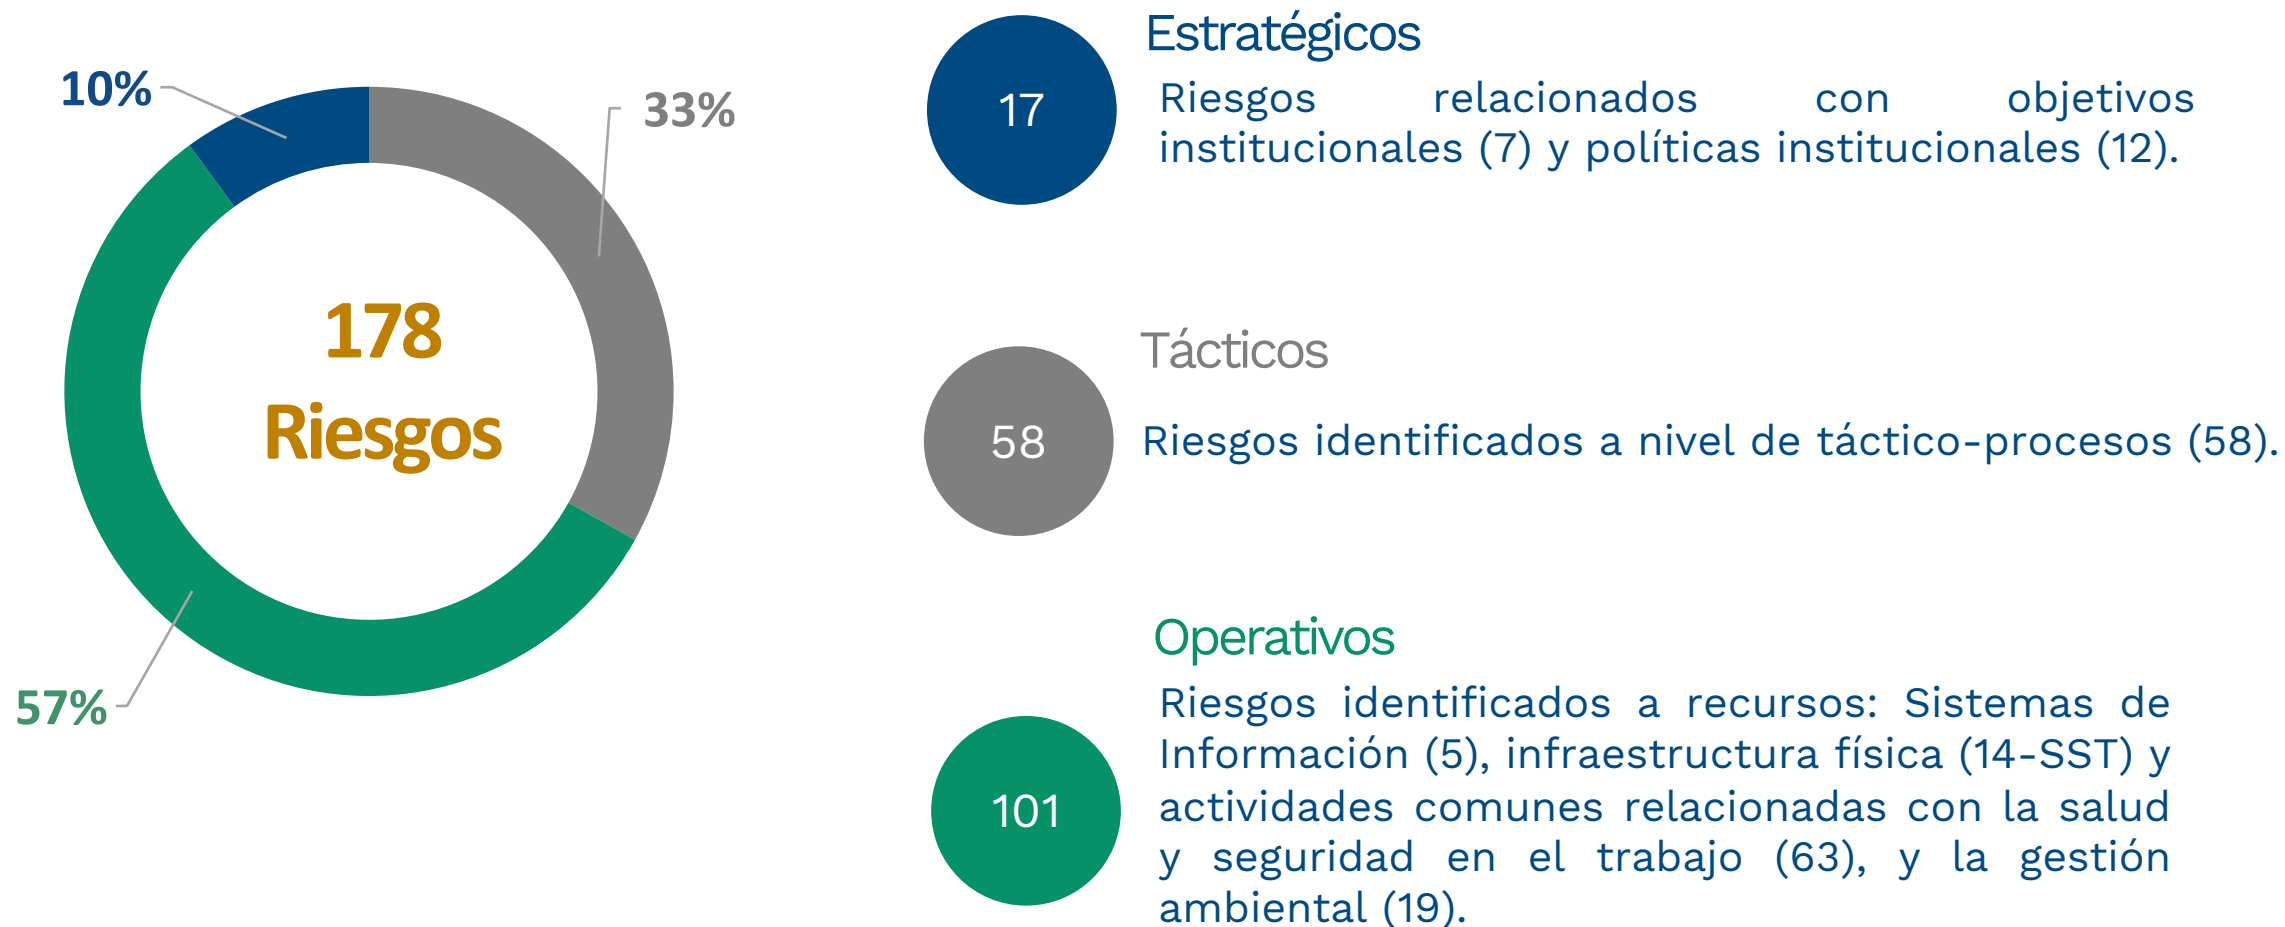 10%
33%
57%
178
Riesgos
17
Estratégicos
Riesgos relacionados con objetivos
institucionales (7) y políticas institucionales (12).
58
Tácticos
Riesgos identificados a nivel de táctico-procesos (58).
101
Operativos
Riesgos identificados a recursos: Sistemas de
Información (5), infraestructura física (14-SST) y
actividades comunes relacionadas con la salud
y seguridad en el trabajo (63), y la gestión
ambiental (19).